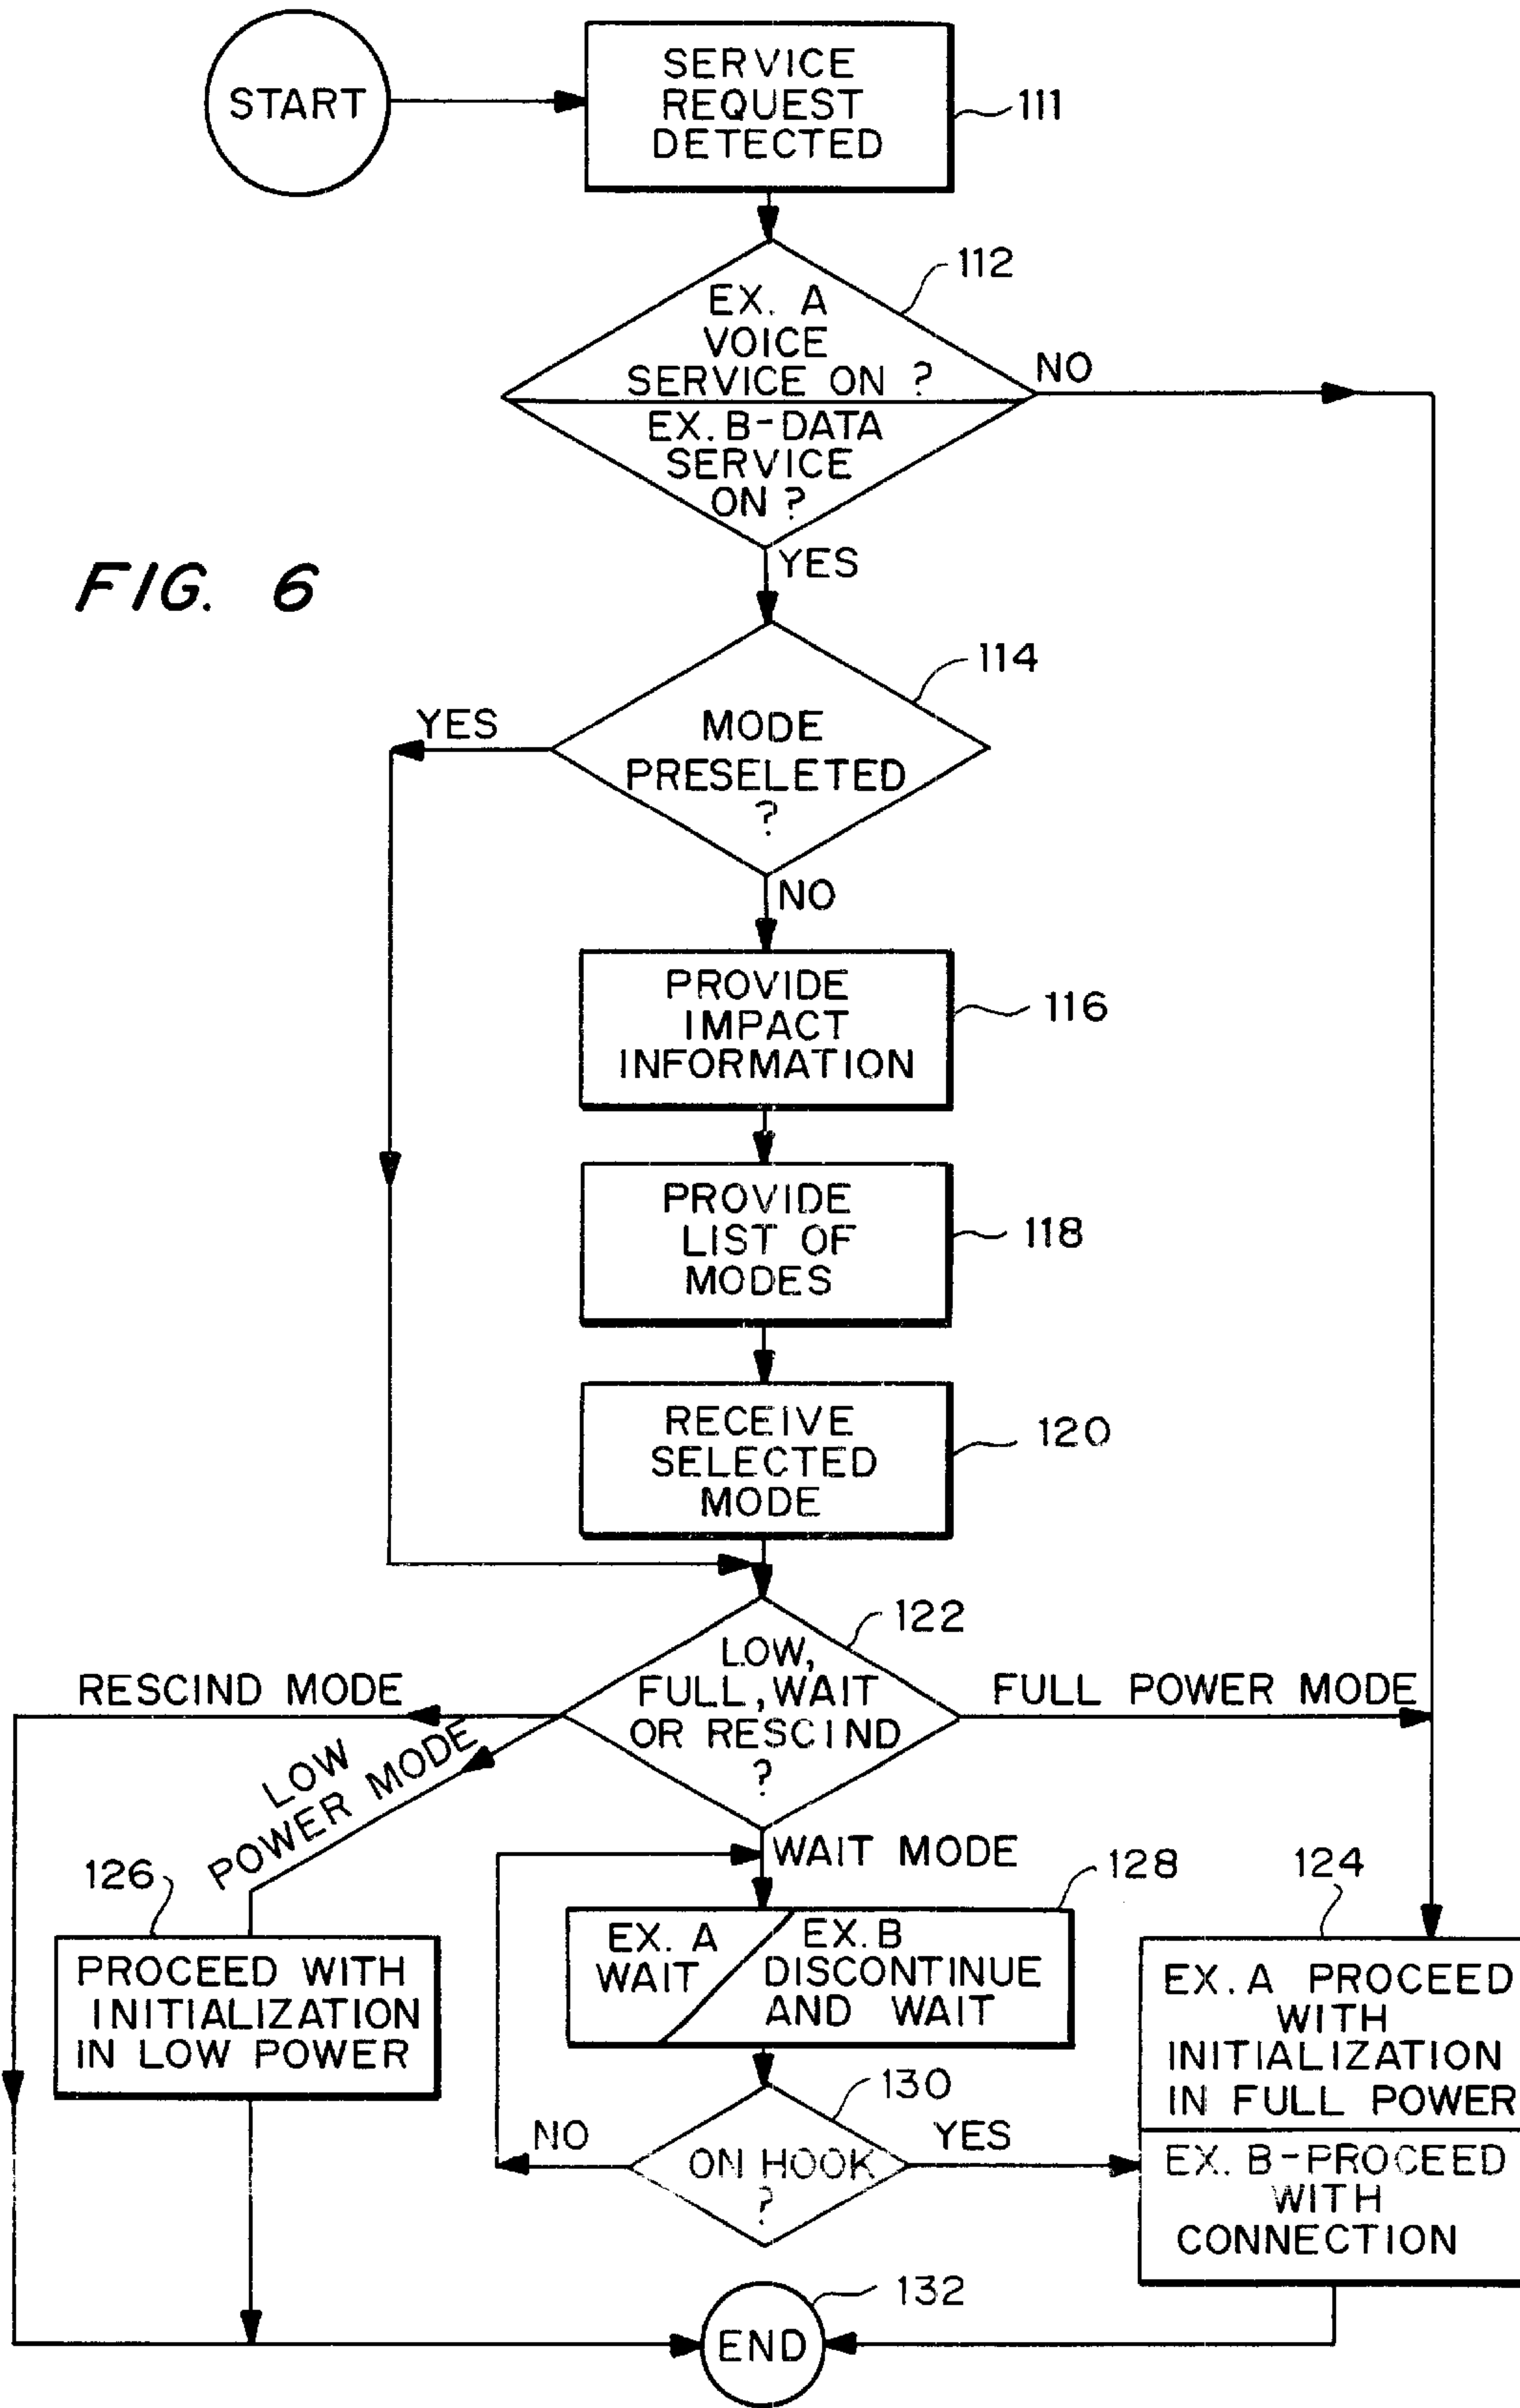 START
SERVICE
REQUEST
DETECTED
111
112
EX. A
VOICE
SERVICE ON ?
NO
EX. B-DATA
SERVICE
ON ?
YES
FIG. 6
114
YES
MODE
PRESELETED
?
NO
PROVIDE
IMPACT
INFORMATION
116
PROVIDE
LIST OF
MODES
118
RECEIVE
SELECTED
MODE
120
122
LOW,
FULL, WAIT
OR RESCIND
?
RESCIND MODE
FULL POWER MODE
LOW
POWER MODE
WAIT MODE
126
128
124
PROCEED WITH
INITIALIZATION
IN LOW POWER
EX. A
WAIT
EX. B
DISCONTINUE
AND WAIT
EX. A PROCEED
WITH
INITIALIZATION
IN FULL POWER
130
NO
ON HOOK
?
YES
EX. B-PROCEED
WITH
CONNECTION
132
END